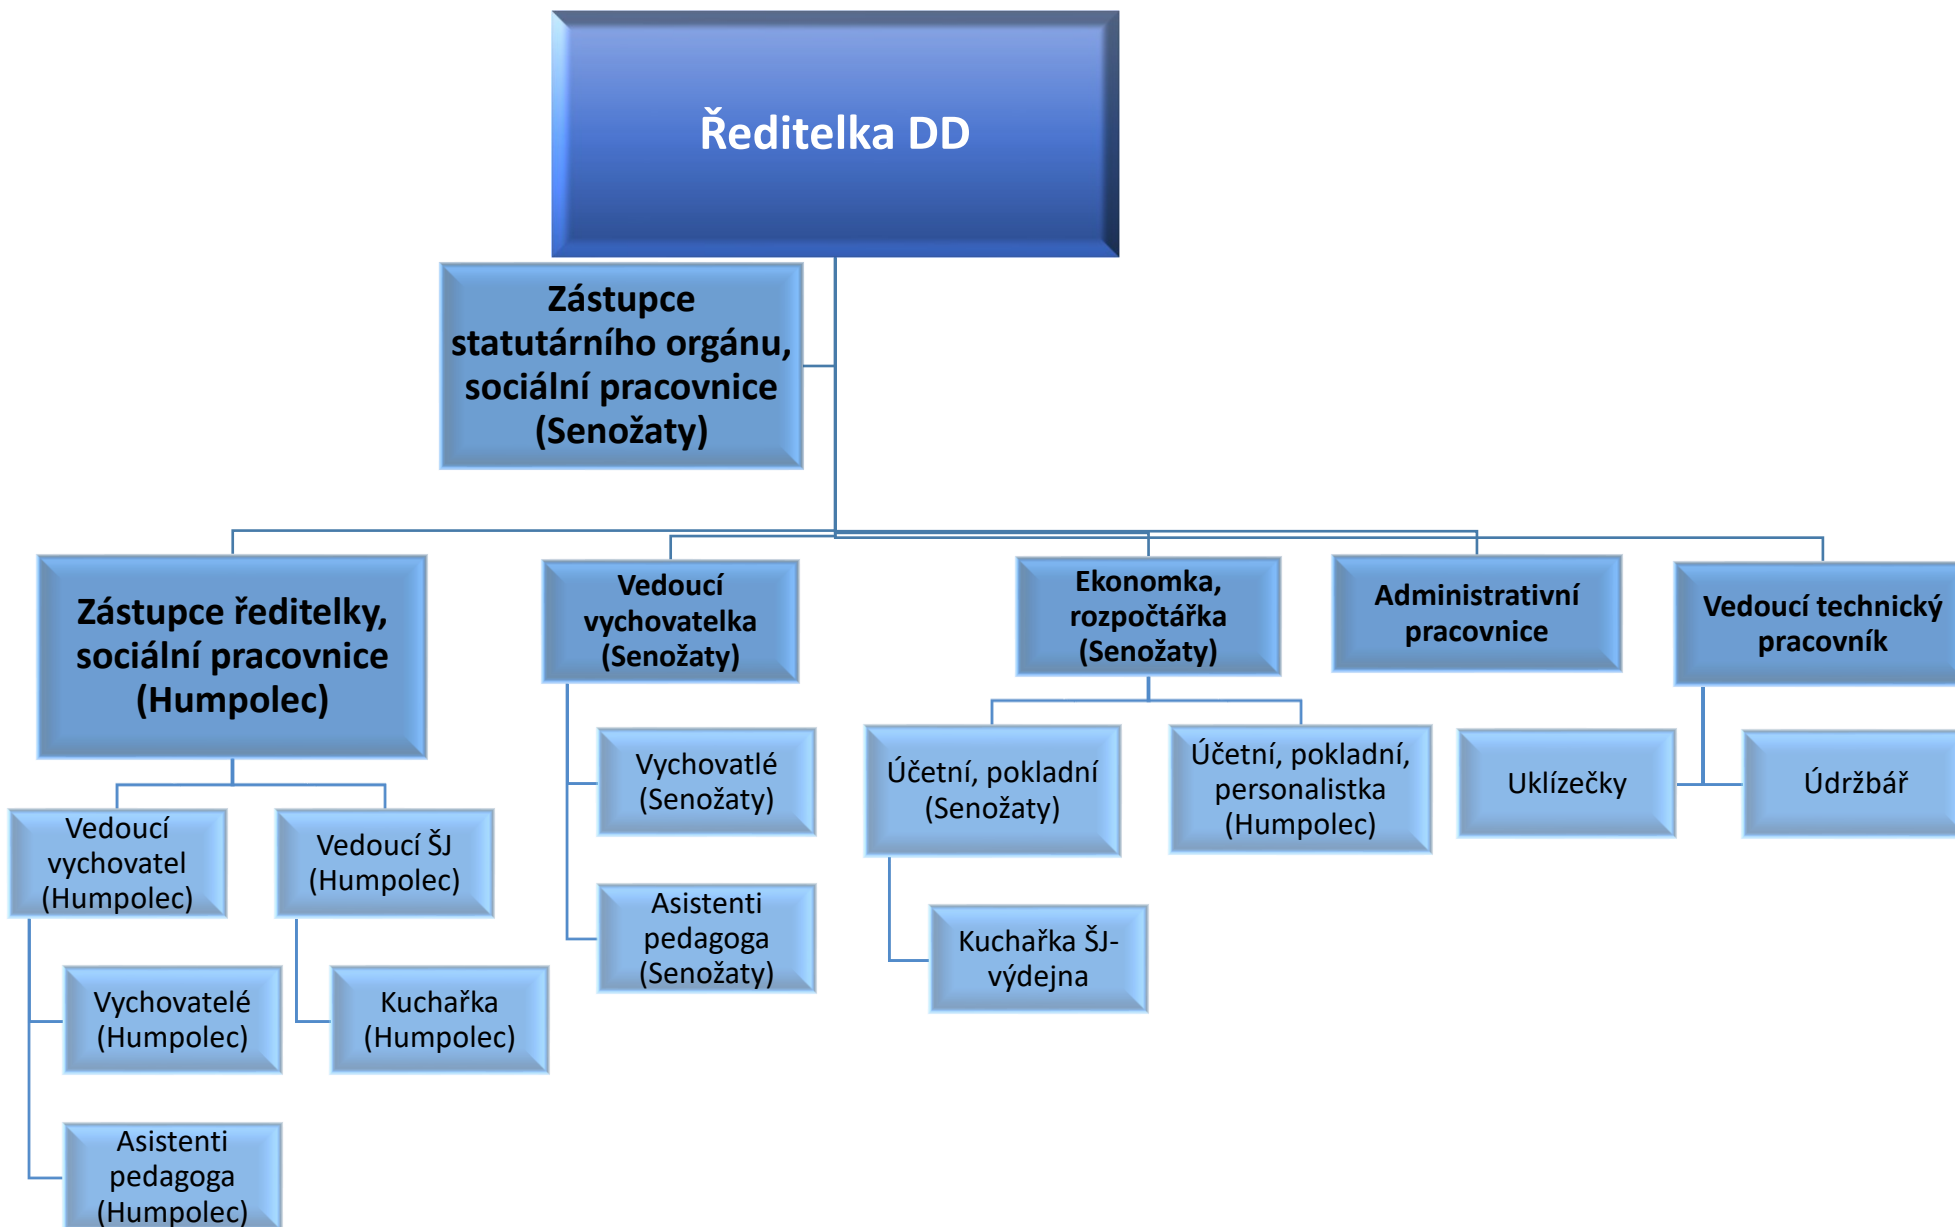 Ředitelka DD
Zástupce
statutárního orgánu,
sociální pracovnice
(Senožaty)
Zástupce ředitelky,
sociální pracovnice
(Humpolec)
Vedoucí
vychovatelka
(Senožaty)
Ekonomka,
rozpočtářka
(Senožaty)
Administrativní
pracovnice
Vedoucí technický
pracovník
Vedoucí
vychovatel
(Humpolec)
Vedoucí ŠJ
(Humpolec)
Vychovatlé
(Senožaty)
Účetní, pokladní
(Senožaty)
Účetní, pokladní,
personalistka
(Humpolec)
Uklízečky
Údržbář
Vychovatelé
(Humpolec)
Kuchařka
(Humpolec)
Asistenti
pedagoga
(Senožaty)
Kuchařka ŠJ-
výdejna
Asistenti
pedagoga
(Humpolec)